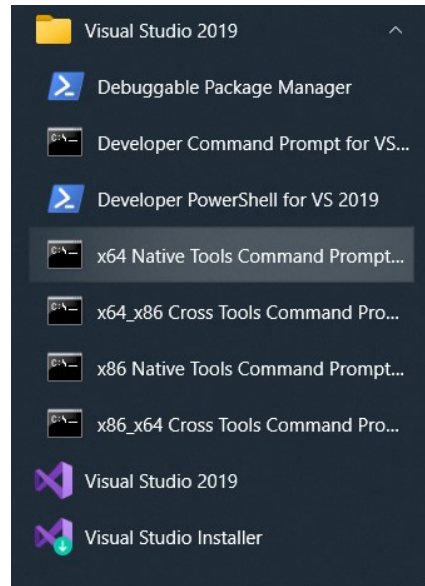 Visual Studio 2019
Debuggable Package Manager
Developer Command Prompt for VS...
Developer PowerShell for VS 2019
x64 Native Tools Command Prompt...
x64_x86 Cross Tools Command Pro...
x86 Native Tools Command Prompt...
x86_x64 Cross Tools Command Pro...
Visual Studio 2019
Visual Studio Installer